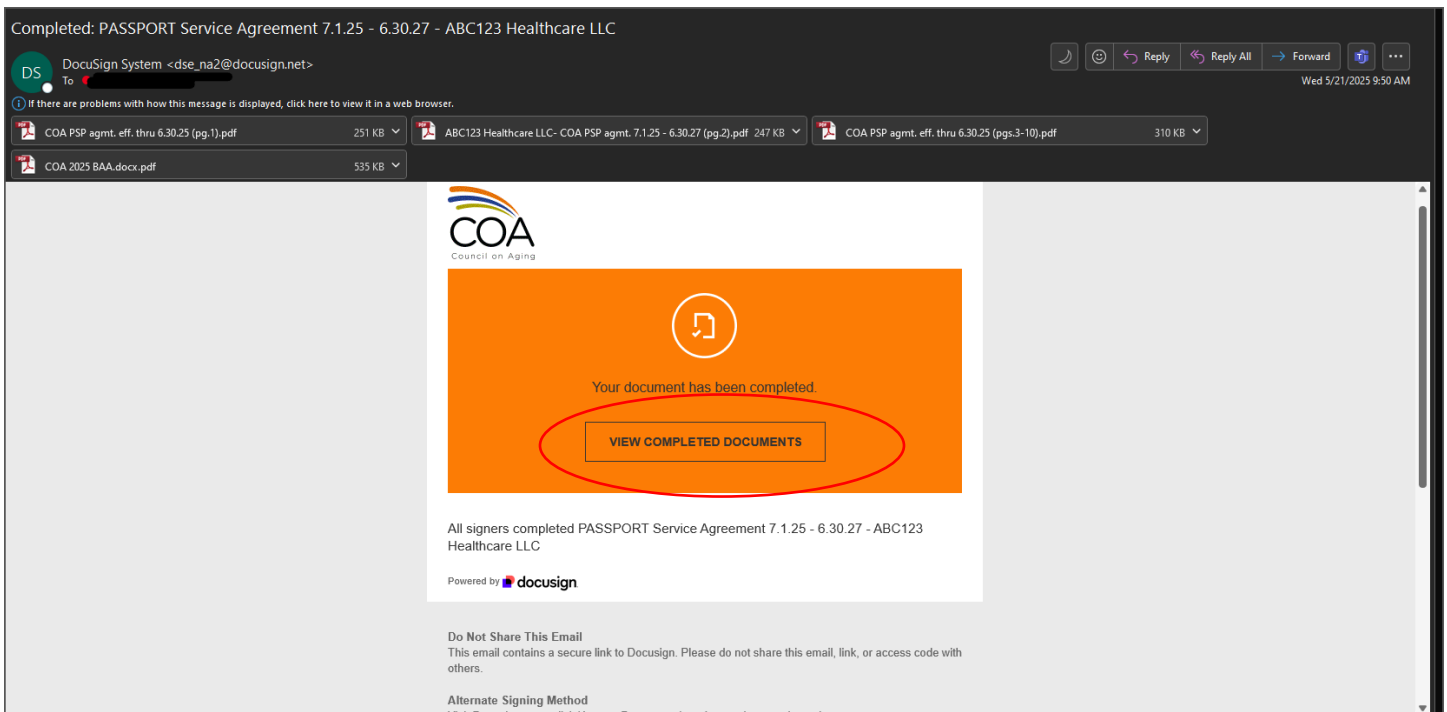 Completed: PASSPORT Service Agreement 7.1.25 - 6.30.27 - ABC123 Healthcare LLC
DS
DocuSign System <dse_na2@docusign.net>
To
Reply
Reply All
Forward
Wed 5/21/2025 9:50 AM
If there are problems with how this message is displayed, click here to view it in a web browser.
COA PSP agmt. eff. thru 6.30.25 (pg.1).pdf 251 KB
ABC123 Healthcare LLC- COA PSP agmt. 7.1.25 - 6.30.27 (pg.2).pdf 247 KB
COA PSP agmt. eff. thru 6.30.25 (pgs.3-10).pdf 310 KB
COA 2025 BAA.docx.pdf 535 KB
COA
Council on Aging
Your document has been completed.
VIEW COMPLETED DOCUMENTS
All signers completed PASSPORT Service Agreement 7.1.25 - 6.30.27 - ABC123
Healthcare LLC
Powered by docusign
Do Not Share This Email
This email contains a secure link to Docusign. Please do not share this email, link, or access code with
others.
Alternate Signing Method